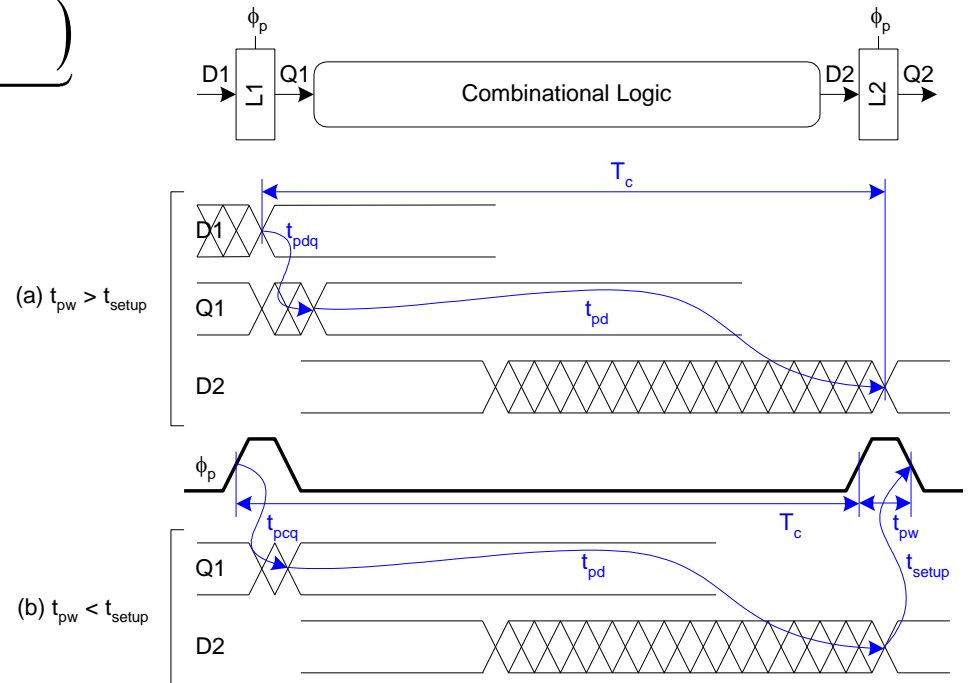 ϕp ϕp
D1 Q1 D2 Q2
L1 Combinational Logic L2
Tc
D1 tpdq
(a) tpw > tsetup
Q1 tpd
D2
ϕp
Tc tpw
tpcq
Q1 tpd tsetup
(b) tpw < tsetup
D2